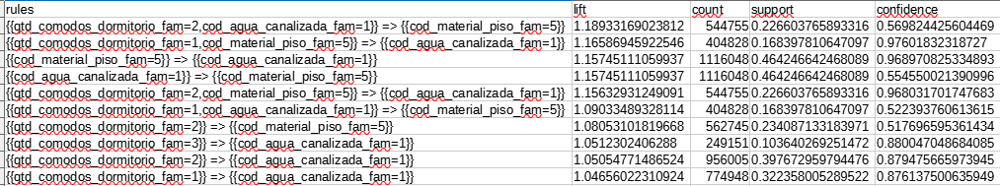 rules lift count support confidence
{{qtd_comodos_dormitorio_fam=2,cod_agua_canalizada_fam=1}} => {{cod_material_piso_fam=5}} 1.18933169023812 544755 0.226603765893316 0.569824425604469
{{qtd_comodos_dormitorio_fam=1,cod_material_piso_fam=5}} => {{cod_agua_canalizada_fam=1}} 1.16586945922546 404828 0.168397810647097 0.97601832318727
{{cod_material_piso_fam=5}} => {{cod_agua_canalizada_fam=1}} 1.15745111059937 1116048 0.464246642468089 0.968970825334893
{{cod_agua_canalizada_fam=1}} => {{cod_material_piso_fam=5}} 1.15745111059937 1116048 0.464246642468089 0.554550021390996
{{qtd_comodos_dormitorio_fam=2,cod_material_piso_fam=5}} => {{cod_agua_canalizada_fam=1}} 1.15632931249091 544755 0.226603765893316 0.968031701747683
{{qtd_comodos_dormitorio_fam=1,cod_agua_canalizada_fam=1}} => {{cod_material_piso_fam=5}} 1.09033489328114 404828 0.168397810647097 0.522393760613615
{{qtd_comodos_dormitorio_fam=2}} => {{cod_material_piso_fam=5}} 1.08053101819668 562745 0.234087133183971 0.517696595361434
{{qtd_comodos_dormitorio_fam=3}} => {{cod_agua_canalizada_fam=1}} 1.0512302406288 249151 0.103640269251472 0.880047048684085
{{qtd_comodos_dormitorio_fam=2}} => {{cod_agua_canalizada_fam=1}} 1.05054771486524 956005 0.397672959794476 0.879475665973945
{{qtd_comodos_dormitorio_fam=1}} => {{cod_agua_canalizada_fam=1}} 1.04656022310924 774948 0.322358005289522 0.876137500635949